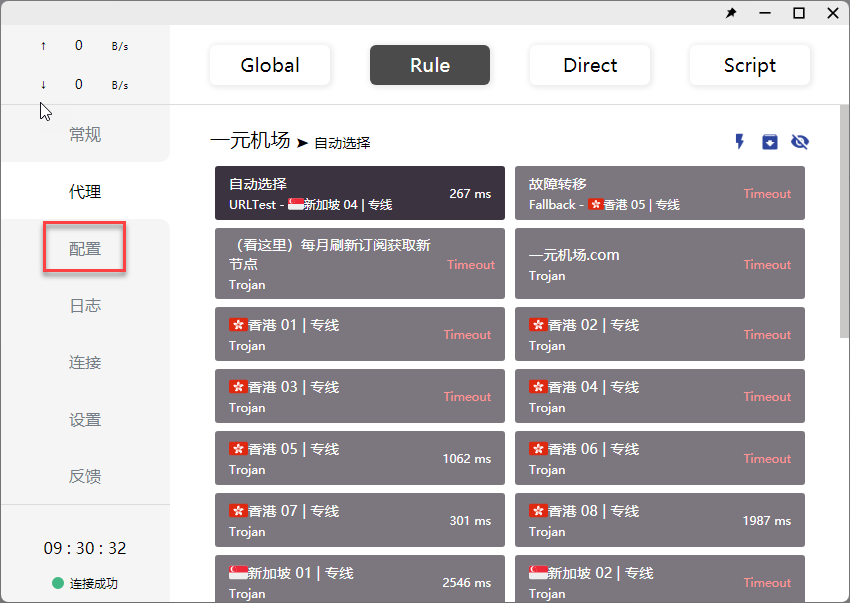 ↑ 0 B/s
↓ 0 B/s
常规
代理
配置
日志
连接
设置
反馈
09 : 30 : 32
连接成功
Global Rule Direct Script
一元机场 ➤ 自动选择
自动选择
URLTest - 🇸🇬新加坡 04 | 专线
267 ms
故障转移
Fallback - 🇭🇰香港 05 | 专线
Timeout
（看这里）每月刷新订阅获取新
节点
Trojan
Timeout
一元机场.com
Trojan
Timeout
🇭🇰香港 01 | 专线
Trojan
Timeout
🇭🇰香港 02 | 专线
Trojan
Timeout
🇭🇰香港 03 | 专线
Trojan
Timeout
🇭🇰香港 04 | 专线
Trojan
Timeout
🇭🇰香港 05 | 专线
Trojan
1062 ms
🇭🇰香港 06 | 专线
Trojan
Timeout
🇭🇰香港 07 | 专线
Trojan
301 ms
🇭🇰香港 08 | 专线
Trojan
1987 ms
🇸🇬新加坡 01 | 专线
Trojan
2546 ms
🇸🇬新加坡 02 | 专线
Trojan
Timeout